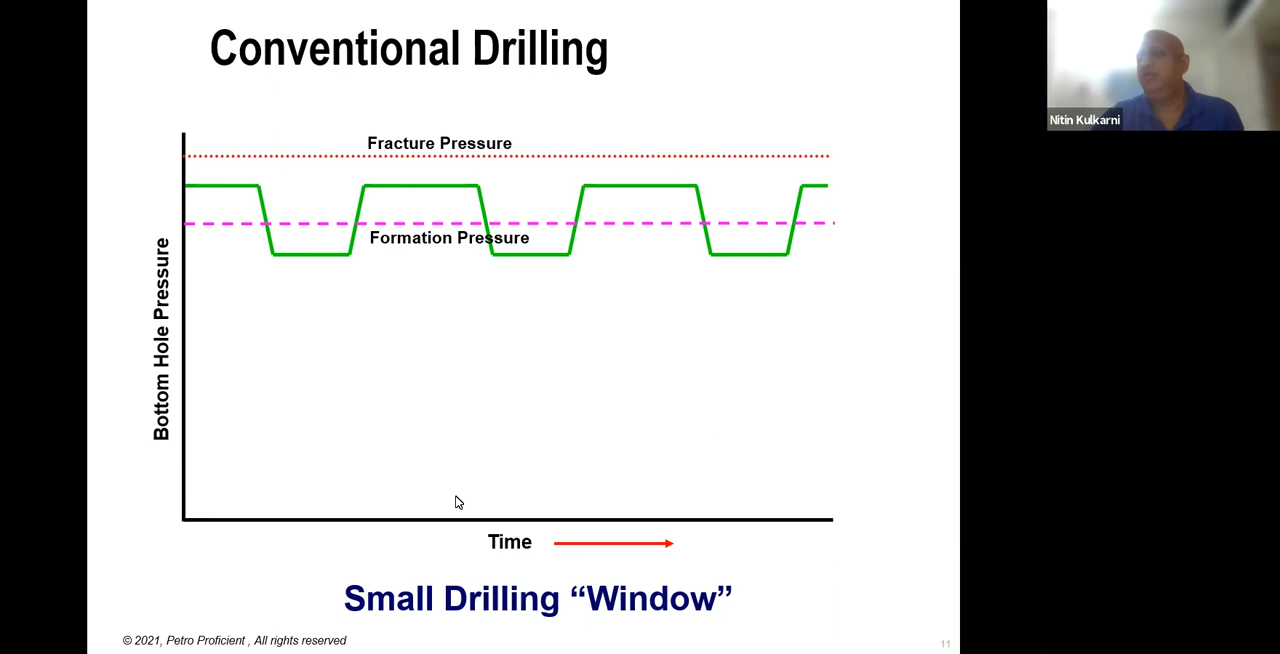 Conventional Drilling
Nitin Kulkarni
Fracture Pressure
Formation Pressure
Bottom Hole Pressure
Time
Small Drilling “Window”
© 2021, Petro Proficient , All rights reserved
11